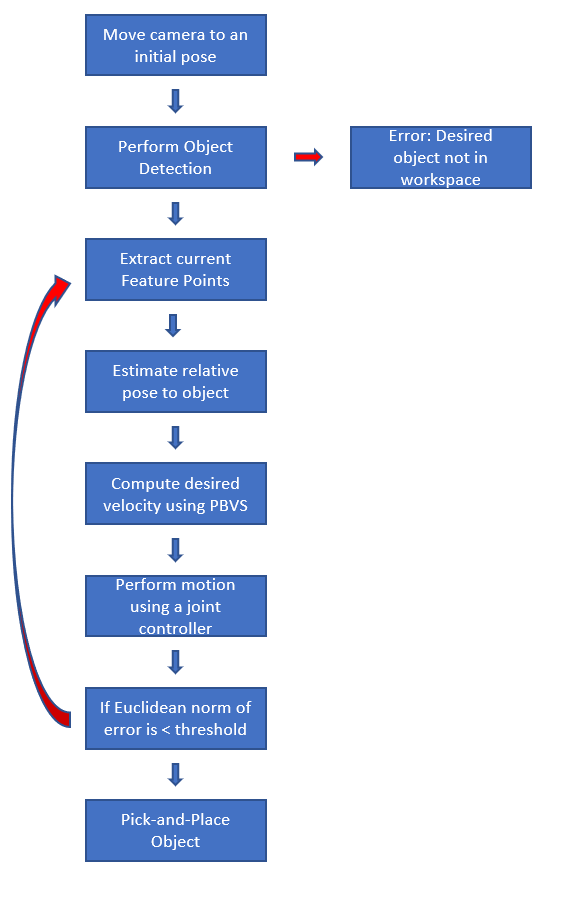 Move camera to an
initial pose
Perform Object
Detection
Error: Desired
object not in
workspace
Extract current
Feature Points
Estimate relative
pose to object
Compute desired
velocity using PBVS
Perform motion
using a joint
controller
If Euclidean norm of
error is < threshold
Pick-and-Place
Object